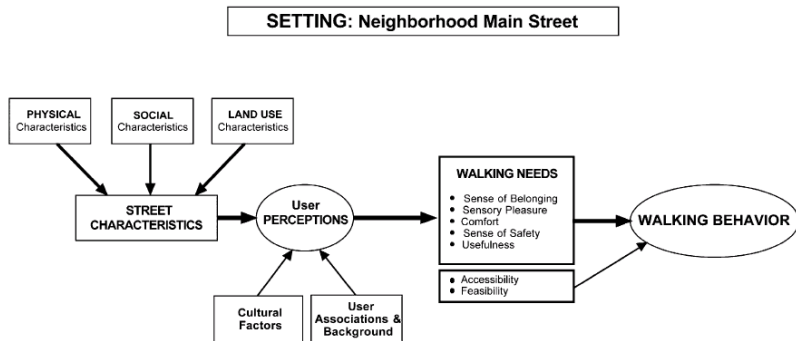 SETTING: Neighborhood Main Street
PHYSICAL
Characteristics
SOCIAL
Characteristics
LAND USE
Characteristics
STREET
CHARACTERISTICS
User
PERCEPTIONS
WALKING NEEDS
• Sense of Belonging
• Sensory Pleasure
• Comfort
• Sense of Safety
• Usefulness
• Accessibility
• Feasibility
WALKING BEHAVIOR
Cultural
Factors
User
Associations &
Background